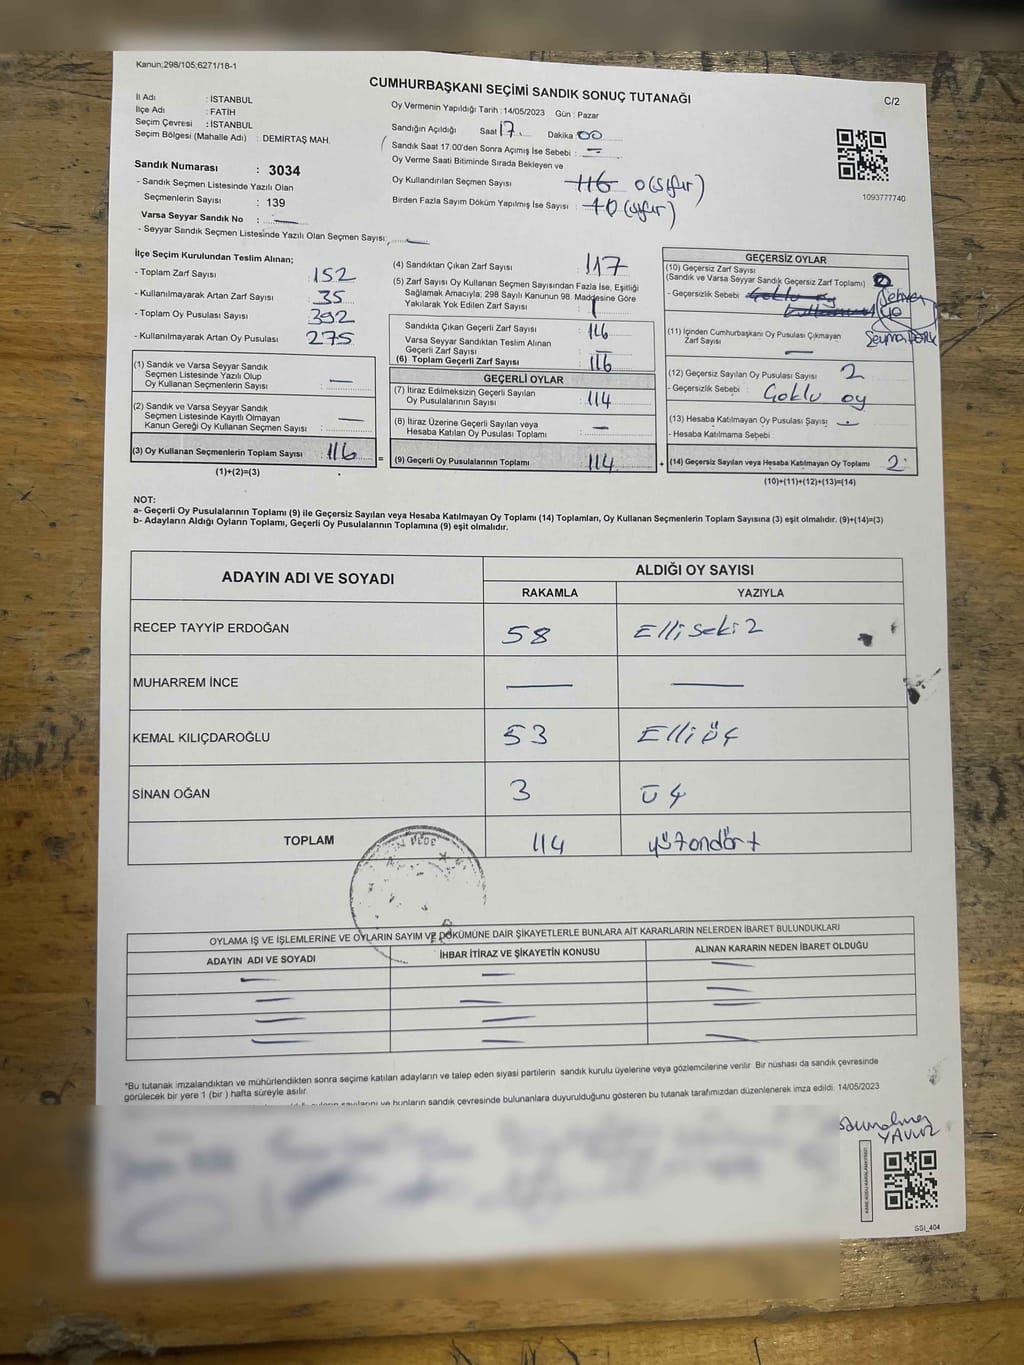 Kanun;298/105;6271/18-1
CUMHURBAŞKANI SEÇİMİ SANDIK SONUÇ TUTANAĞI
C/2
İl Adı : İSTANBUL
İlçe Adı : FATİH
Seçim Çevresi : İSTANBUL
Seçim Bölgesi (Mahalle Adı) : DEMİRTAŞ MAH.
Sandık Numarası : 3034
- Sandık Seçmen Listesinde Yazılı Olan
Seçmenlerin Sayısı : 139
Varsa Seyyar Sandık No : —
- Seyyar Sandık Seçmen Listesinde Yazılı Olan Seçmen Sayısı: —
Oy Vermenin Yapıldığı Tarih : 14/05/2023 Gün : Pazar
Sandığın Açıldığı Saat 17 Dakika 00
Sandık Saat 17:00'den Sonra Açımış İse Sebebi : —
Oy Verme Saati Bitiminde Sırada Bekleyen ve
Oy Kullandırılan Seçmen Sayısı 116 0 (sıfır)
Birden Fazla Sayım Döküm Yapılmış İse Sayısı : 0 (sıfır)
1093777740
İlçe Seçim Kurulundan Teslim Alınan;
- Toplam Zarf Sayısı 152
- Kullanılmayarak Artan Zarf Sayısı 35
- Toplam Oy Pusulası Sayısı 392
- Kullanılmayarak Artan Oy Pusulası 275
(1) Sandık ve Varsa Seyyar Sandık
Seçmen Listesinde Yazılı Olup
Oy Kullanan Seçmenlerin Sayısı : —
(2) Sandık ve Varsa Seyyar Sandık
Seçmen Listesinde Kayıtlı Olmayan
Kanun Gereği Oy Kullanan Seçmen Sayısı : —
(3) Oy Kullanan Seçmenlerin Toplam Sayısı 116
(1)+(2)=(3)
=
(4) Sandıktan Çıkan Zarf Sayısı : 117
(5) Zarf Sayısı Oy Kullanan Seçmen Sayısından Fazla İse, Eşitliği
Sağlamak Amacıyla; 298 Sayılı Kanunun 98. Maddesine Göre
Yakılarak Yok Edilen Zarf Sayısı : 1
Sandıkta Çıkan Geçerli Zarf Sayısı : 116
Varsa Seyyar Sandıktan Teslim Alınan
Geçerli Zarf Sayısı : —
(6) Toplam Geçerli Zarf Sayısı : 116
GEÇERLİ OYLAR
(7) İtiraz Edilmeksizin Geçerli Sayılan
Oy Pusulalarının Sayısı : 114
(8) İtiraz Üzerine Geçerli Sayılan veya
Hesaba Katılan Oy Pusulası Toplamı : —
(9) Geçerli Oy Pusulalarının Toplamı : 114
+
GEÇERSİZ OYLAR
(10) Geçersiz Zarf Sayısı
(Sandık ve Varsa Seyyar Sandık Geçersiz Zarf Toplamı) :
- Geçersizlik Sebebi : Çoklu oy
(11) İçinden Cumhurbaşkanı Oy Pusulası Çıkmayan
Zarf Sayısı : —
(12) Geçersiz Sayılan Oy Pusulası Sayısı : 2
- Geçersizlik Sebebi : Çoklu oy
(13) Hesaba Katılmayan Oy Pusulası Sayısı : —
- Hesaba Katılmama Sebebi :
(14) Geçersiz Sayılan veya Hesaba Katılmayan Oy Toplamı : 2
(10)+(11)+(12)+(13)=(14)
NOT:
a- Geçerli Oy Pusulalarının Toplamı (9) ile Geçersiz Sayılan veya Hesaba Katılmayan Oy Toplamı (14) Toplamları, Oy Kullanan Seçmenlerin Toplam Sayısına (3) eşit olmalıdır. (9)+(14)=(3)
b- Adayların Aldığı Oyların Toplamı, Geçerli Oy Pusulalarının Toplamına (9) eşit olmalıdır.
ADAYIN ADI VE SOYADI
ALDIĞI OY SAYISI
RAKAMLA YAZIYLA
RECEP TAYYİP ERDOĞAN 58 Elli sekiz
MUHARREM İNCE — —
KEMAL KILIÇDAROĞLU 53 Elli üç
SİNAN OĞAN 3 üç
TOPLAM 114 yüzondört
OYLAMA İŞ VE İŞLEMLERİNE VE OYLARIN SAYIM VE DÖKÜMÜNE DAİR ŞİKAYETLERLE BUNLARA AİT KARARLARIN NELERDEN İBARET BULUNDUKLARI
ADAYIN ADI VE SOYADI İHBAR İTİRAZ VE ŞİKAYETİN KONUSU ALINAN KARARIN NEDEN İBARET OLDUĞU
*Bu tutanak imzalandıktan ve mühürlendikten sonra seçime katılan adayların ve talep eden siyasi partilerin sandık kurulu üyelerine veya gözlemcilerine verilir. Bir nüshası da sandık çevresinde
görülecek bir yere 1 (bir ) hafta süreyle asılır.
bunların sandık çevresinde bulunanlara duyurulduğunu gösteren bu tutanak tarafımızdan düzenlenerek imza edildi. 14/05/2023
YAVUZ
SSI_404